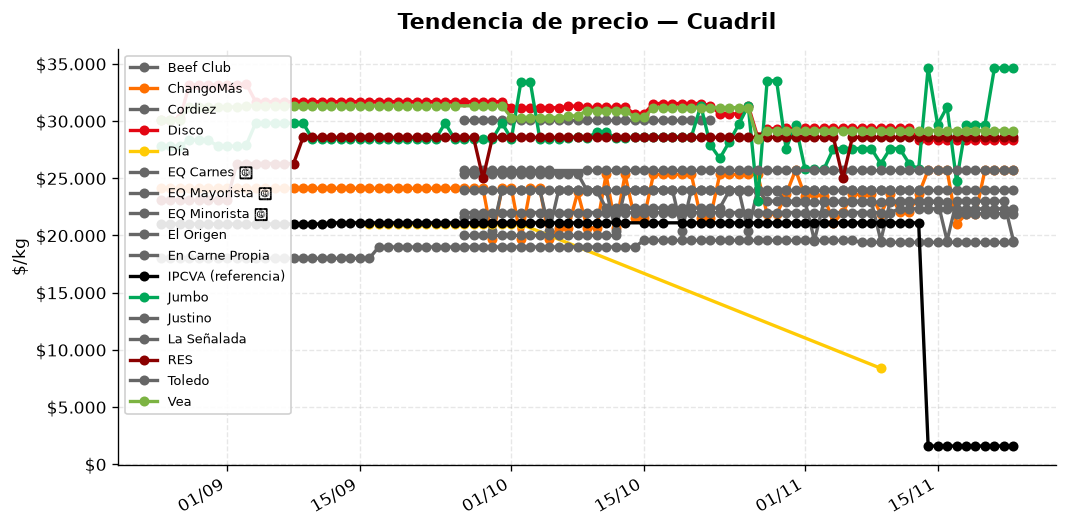 Tendencia de precio — Cuadril
$/kg
$35.000
$30.000
$25.000
$20.000
$15.000
$10.000
$5.000
$0
Beef Club
ChangoMás
Cordiez
Disco
Día
EQ Carnes
EQ Mayorista
EQ Minorista
El Origen
En Carne Propia
IPCVA (referencia)
Jumbo
Justino
La Señalada
RES
Toledo
Vea
01/09
15/09
01/10
15/10
01/11
15/11